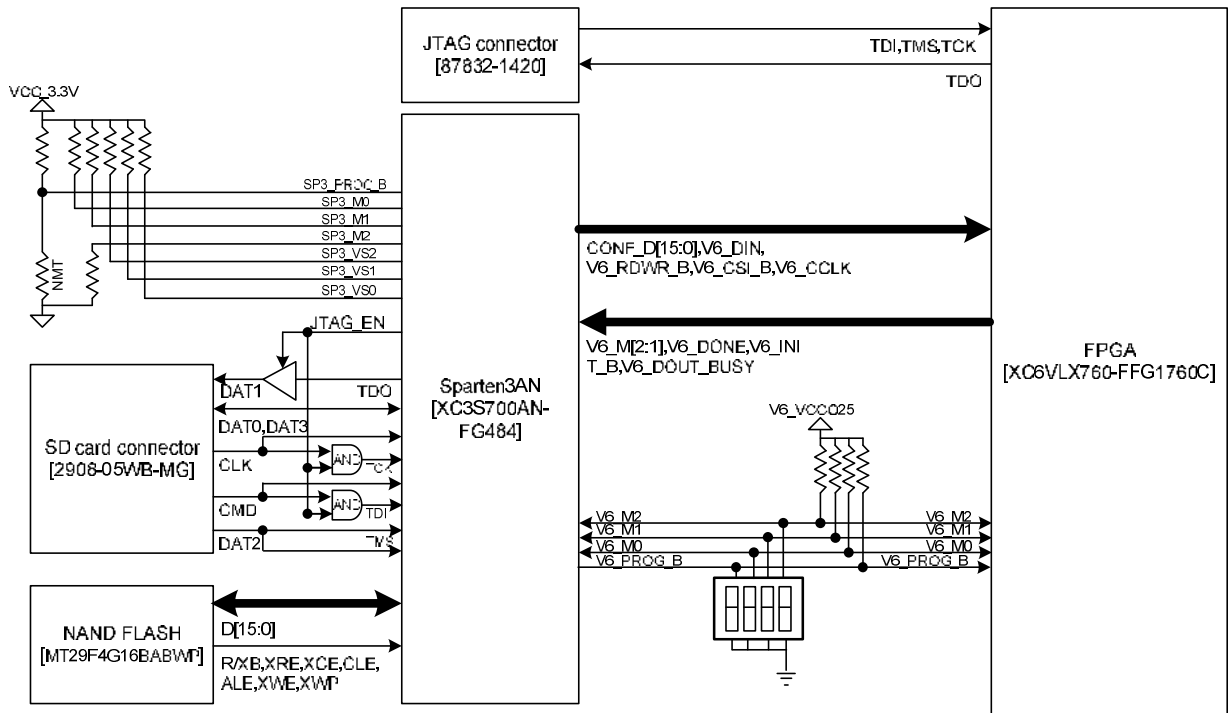 JTAG connector
[87832-1420]
TDI,TMS,TCK
TDO
VCC_3.3V
SP3_PROG_B
SP3_M0
SP3_M1
SP3_M2
SP3_VS2
SP3_VS1
SP3_VS0
NMT
CONF_D[15:0],V6_DIN,
V6_RDWR_B,V6_CSI_B,V6_CCLK
JTAG_EN
V6_M[2:1],V6_DONE,V6_INI
T_B,V6_DOUT_BUSY
FPGA
[XC6VLX760-FFG1760C]
Sparten3AN
[XC3S700AN-
FG484]
DAT1
TDO
DAT0,DAT3
SD card connector
[2908-05WB-MG]
CLK
AND
TCK
CMD
AND
TDI
DAT2
TMS
V6_VCCO25
V6_M2
V6_M2
V6_M1
V6_M1
V6_M0
V6_M0
V6_PROG_B
V6_PROG_B
NAND FLASH
[MT29F4G16BABWP]
D[15:0]
R/XB,XRE,XCE,CLE,
ALE,XWE,XWP